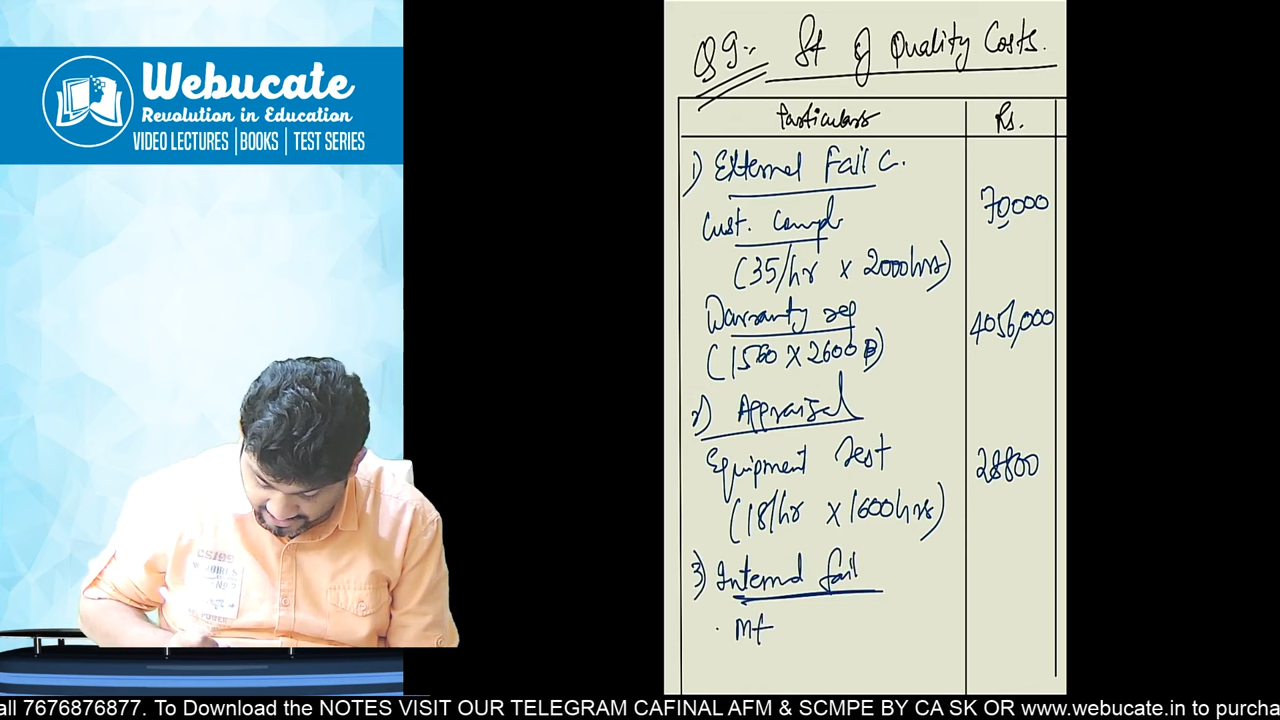 Webucate
Revolution in Education
VIDEO LECTURES | BOOKS | TEST SERIES
Q9:- St of Quality Costs.
Particulars Rs.
1) External Fail C.
Cust. Compl 70000
(35/hr x 2000hrs)
Warranty rep 4056,000
(1560 x 2600)
2) Appraisal
Equipment Test 28800
(18/hr x 1600hrs)
3) Internal fail
Mf
all 7676876877. To Download the NOTES VISIT OUR TELEGRAM CAFINAL AFM & SCMPE BY CA SK OR www.webucate.in to purcha